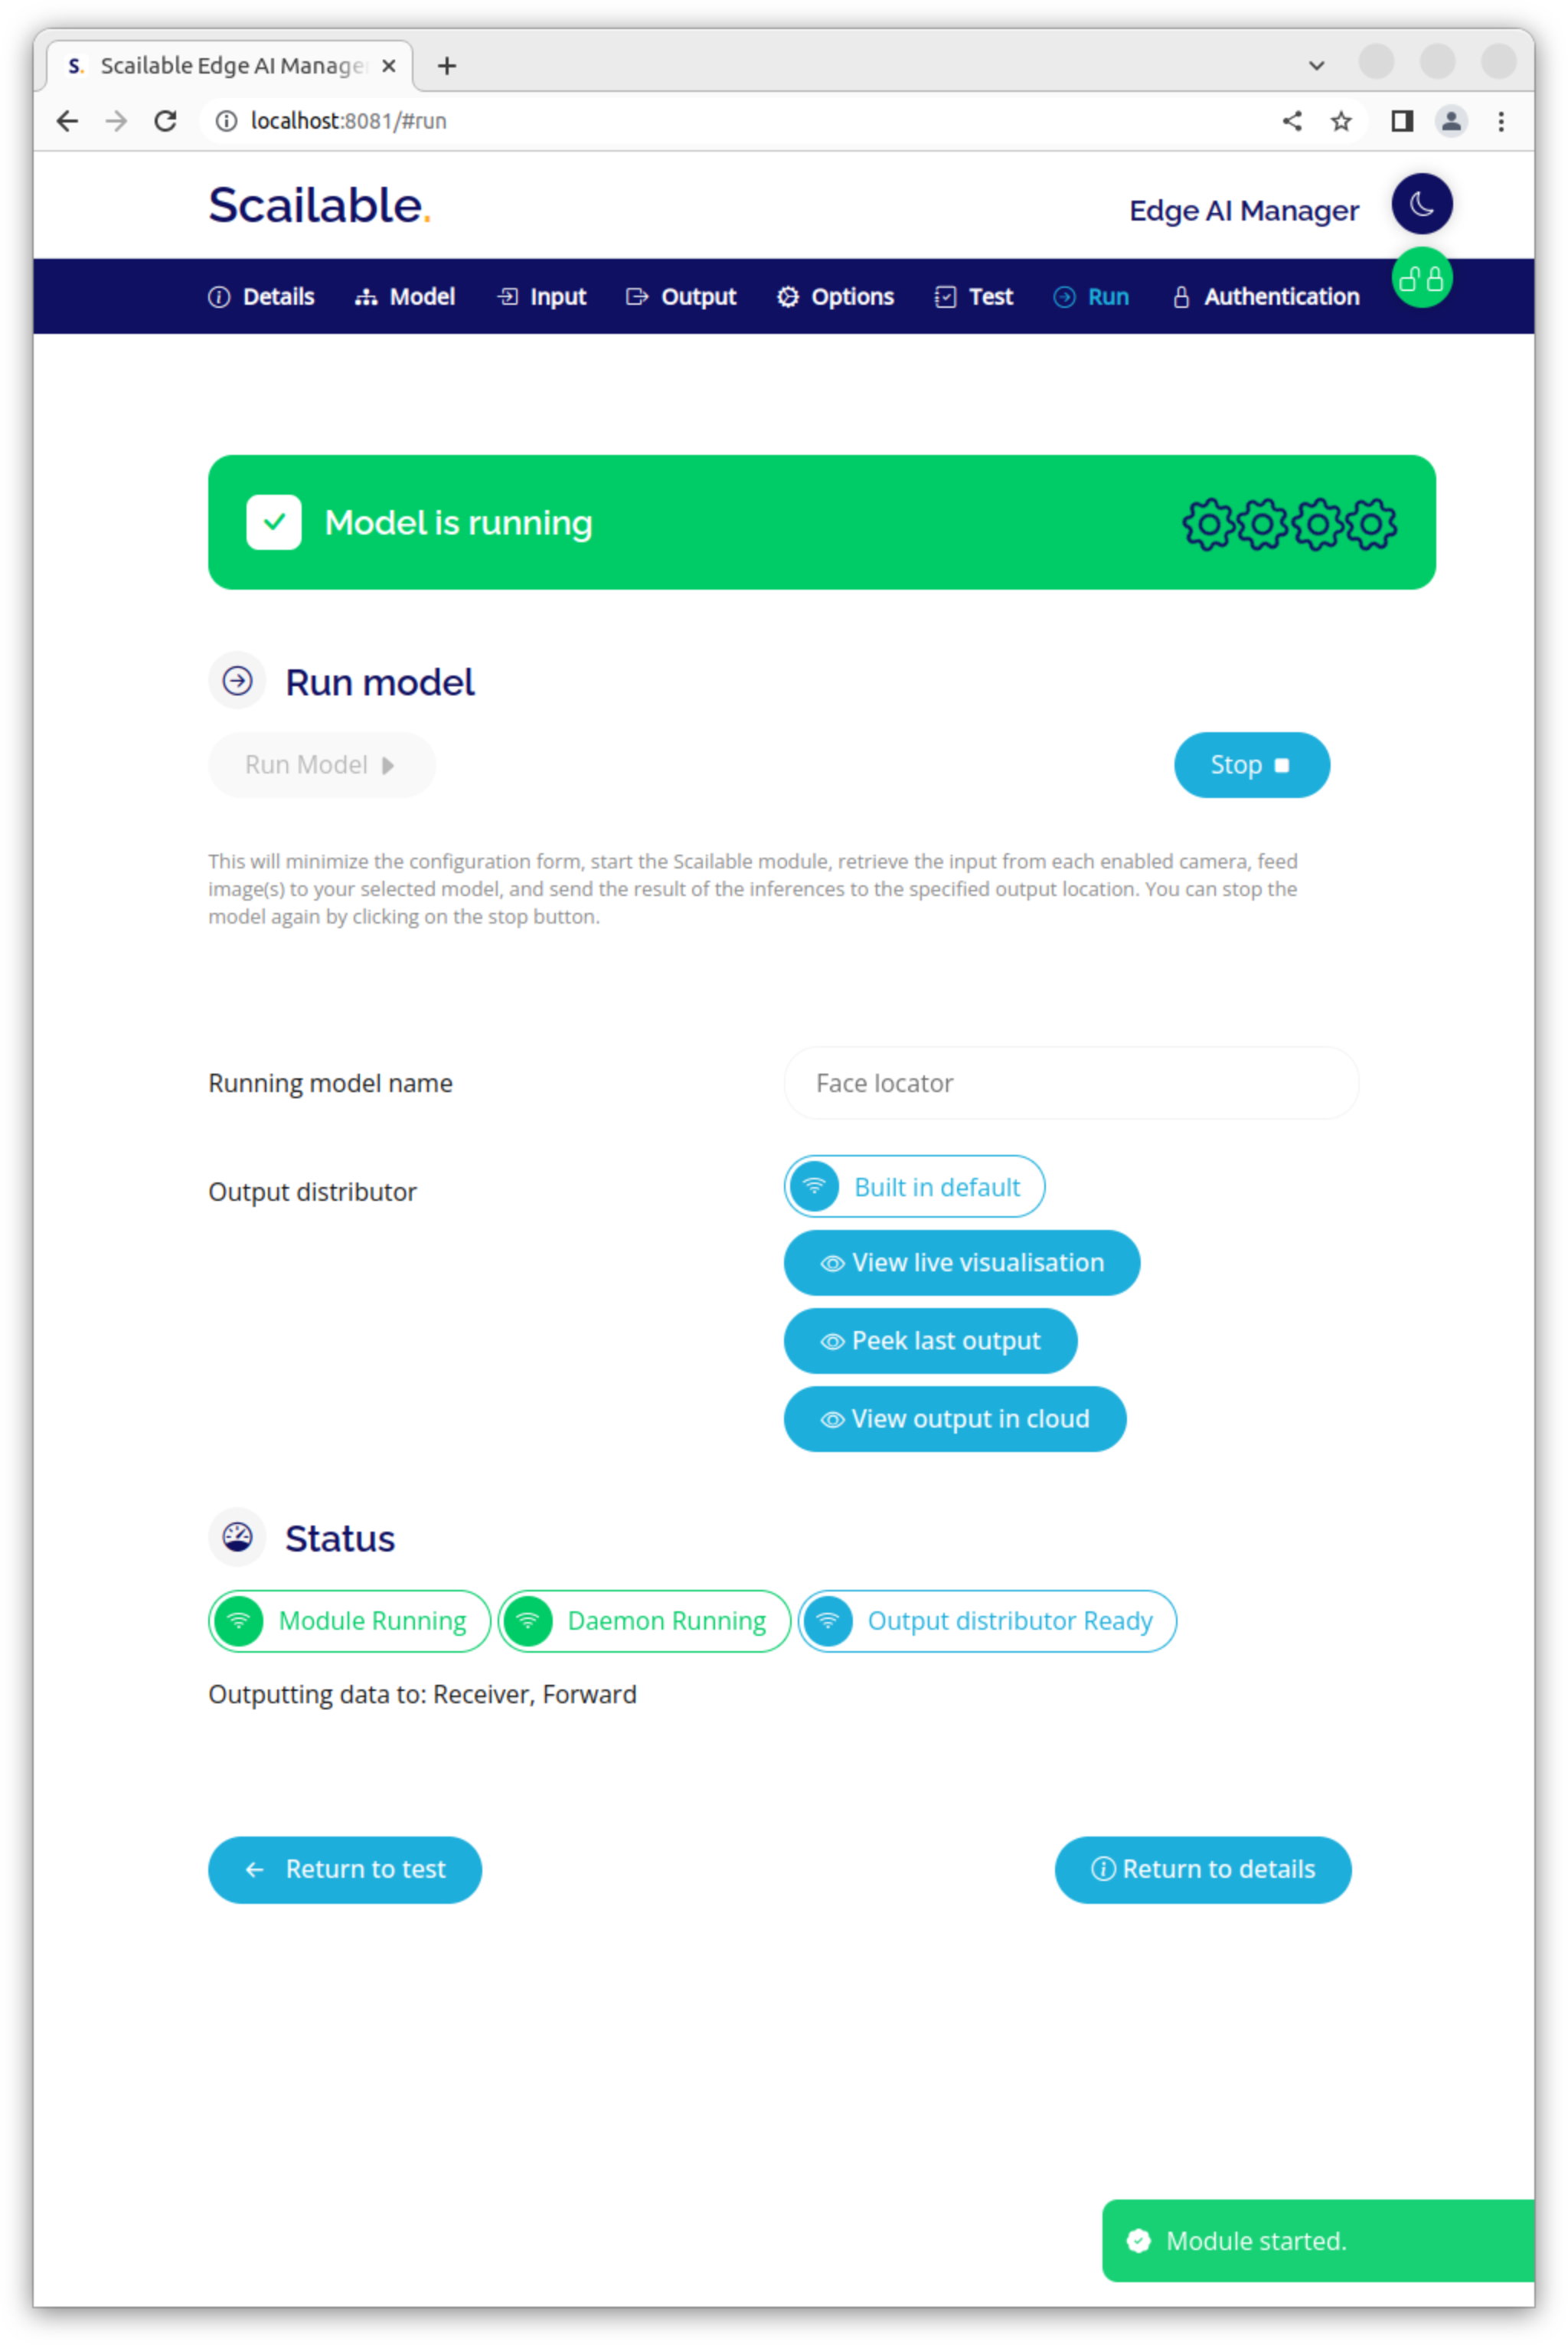 S. Scailable Edge AI Manage
localhost:8081/#run
Scailable.
Edge AI Manager
Details Model Input Output Options Test Run Authentication
Model is running
Run model
Run Model
Stop
This will minimize the configuration form, start the Scailable module, retrieve the input from each enabled camera, feed
image(s) to your selected model, and send the result of the inferences to the specified output location. You can stop the
model again by clicking on the stop button.
Running model name
Face locator
Output distributor
Built in default
View live visualisation
Peek last output
View output in cloud
Status
Module Running
Daemon Running
Output distributor Ready
Outputting data to: Receiver, Forward
Return to test
Return to details
Module started.